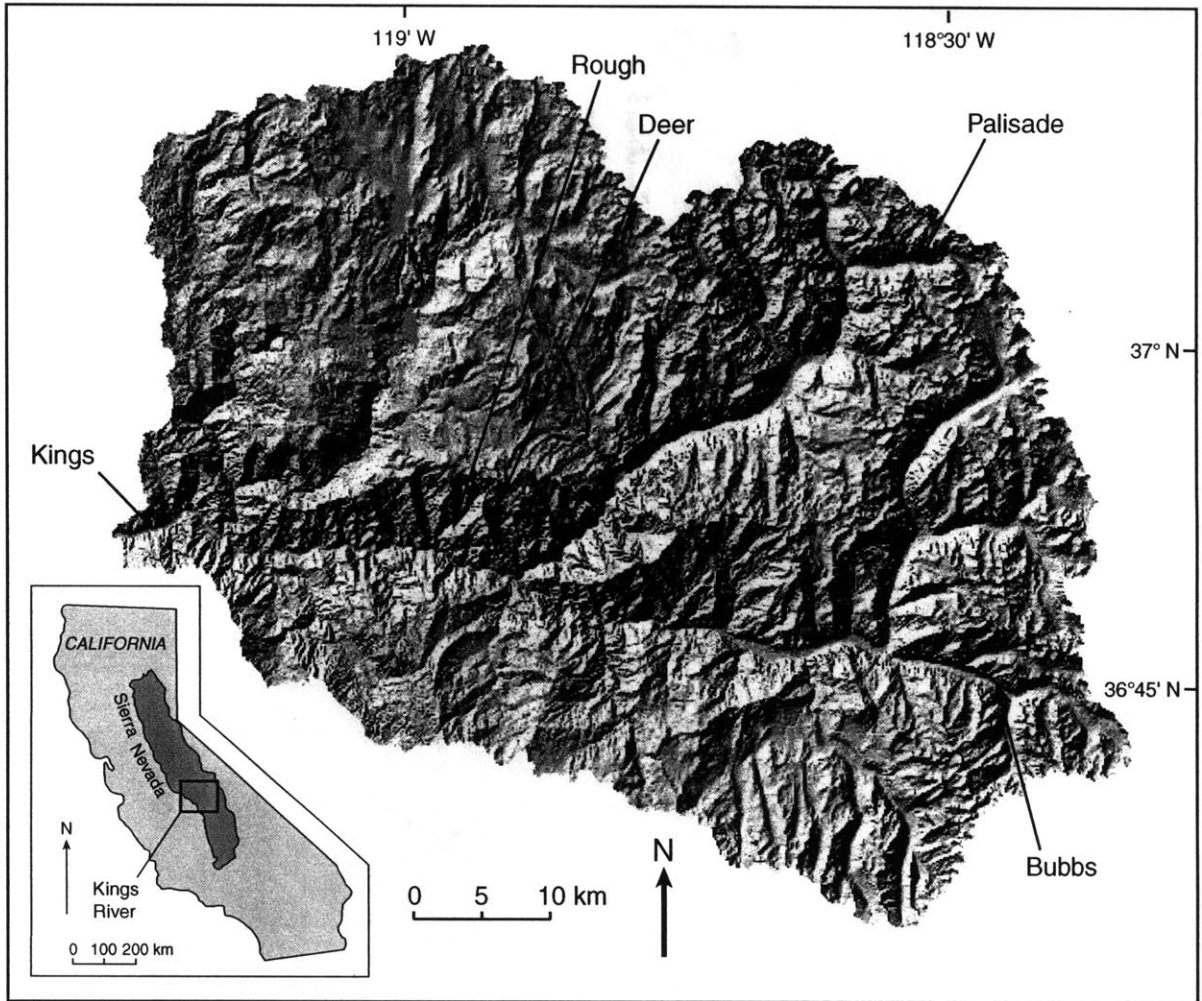 119' W
118°30' W
Rough
Deer
Palisade
37° N
Kings
36°45' N
Bubbs
N
0 5 10 km
CALIFORNIA
Sierra Nevada
N
Kings
River
0 100 200 km